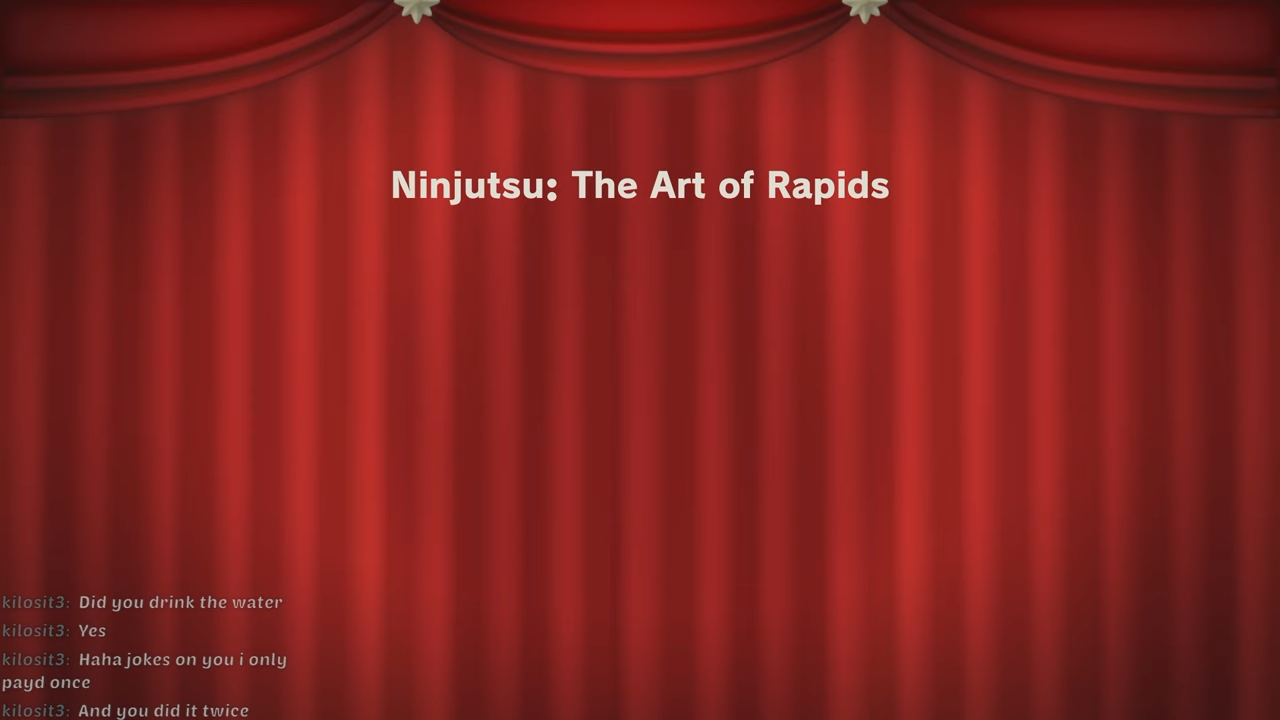 Ninjutsu: The Art of Rapids
kilosit3: Did you drink the water
kilosit3: Yes
kilosit3: Haha jokes on you i only
payd once
kilosit3: And you did it twice